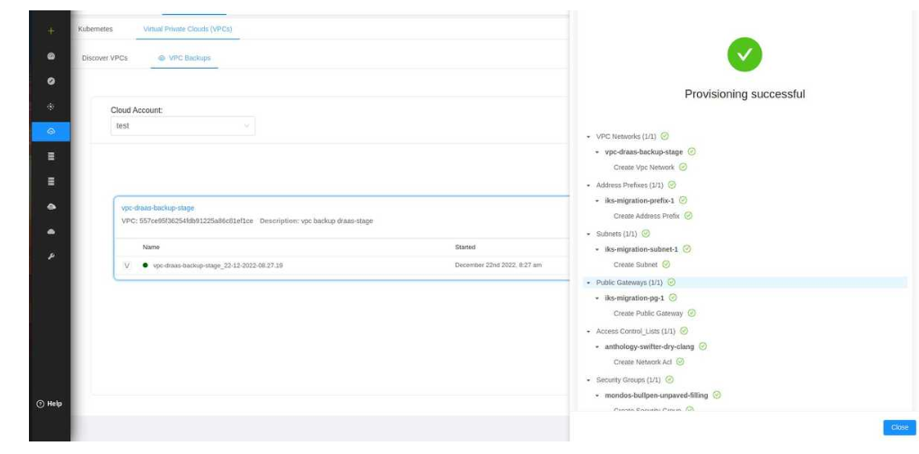 Kubernetes
Virtual Private Clouds (VPCs)
Discover VPCs
VPC Backups
Cloud Account:
test
vpc-draas-backup-stage
Description: vpc backup draas-stage
Name
Started
vpc-draas-backup-stage_22-12-2022-08.27.19
December 22nd 2022, 8:27 am
Help
Provisioning successful
VPC Networks (1/1)
vpc-draas-backup-stage
Create Vpc Network
Address Prefixes (1/1)
iks-migration-prefix-1
Create Address Prefix
Subnets (1/1)
iks-migration-subnet-1
Create Subnet
Public Gateways (1/1)
iks-migration-pg-1
Create Public Gateway
Access Control_Lists (1/1)
anthology-swifter-dry-clang
Create Network Acl
Security Groups (1/1)
mondos-bullpen-unpaved-filling
Create Security Group
Close